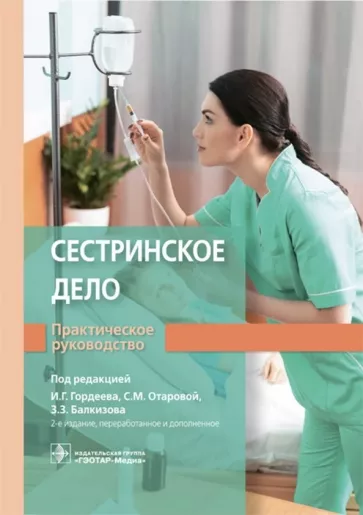 СЕСТРИНСКОЕ
ДЕЛО
Практическое
руководство
Под редакцией
И.Г. Гордеева, С.М. Отаровой,
З.З. Балкизова
2-е издание, переработанное и дополненное
ИЗДАТЕЛЬСКАЯ ГРУППА
«ГЭОТАР-Медиа»